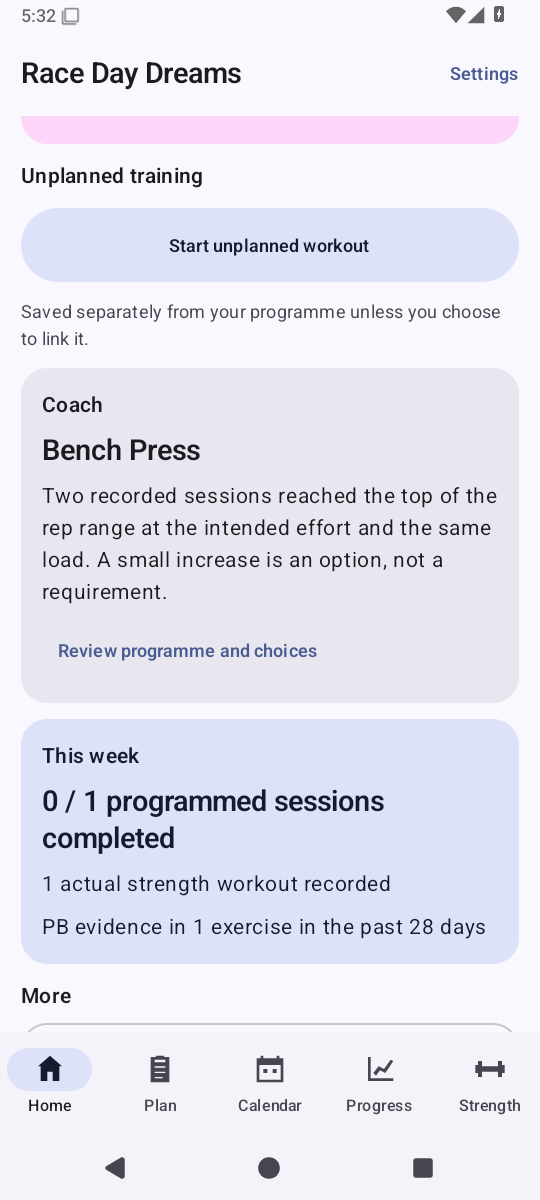 5:32
Race Day Dreams
Settings
Unplanned training
Start unplanned workout
Saved separately from your programme unless you choose
to link it.
Coach
Bench Press
Two recorded sessions reached the top of the
rep range at the intended effort and the same
load. A small increase is an option, not a
requirement.
Review programme and choices
This week
0 / 1 programmed sessions
completed
1 actual strength workout recorded
PB evidence in 1 exercise in the past 28 days
More
Home
Plan
Calendar
Progress
Strength